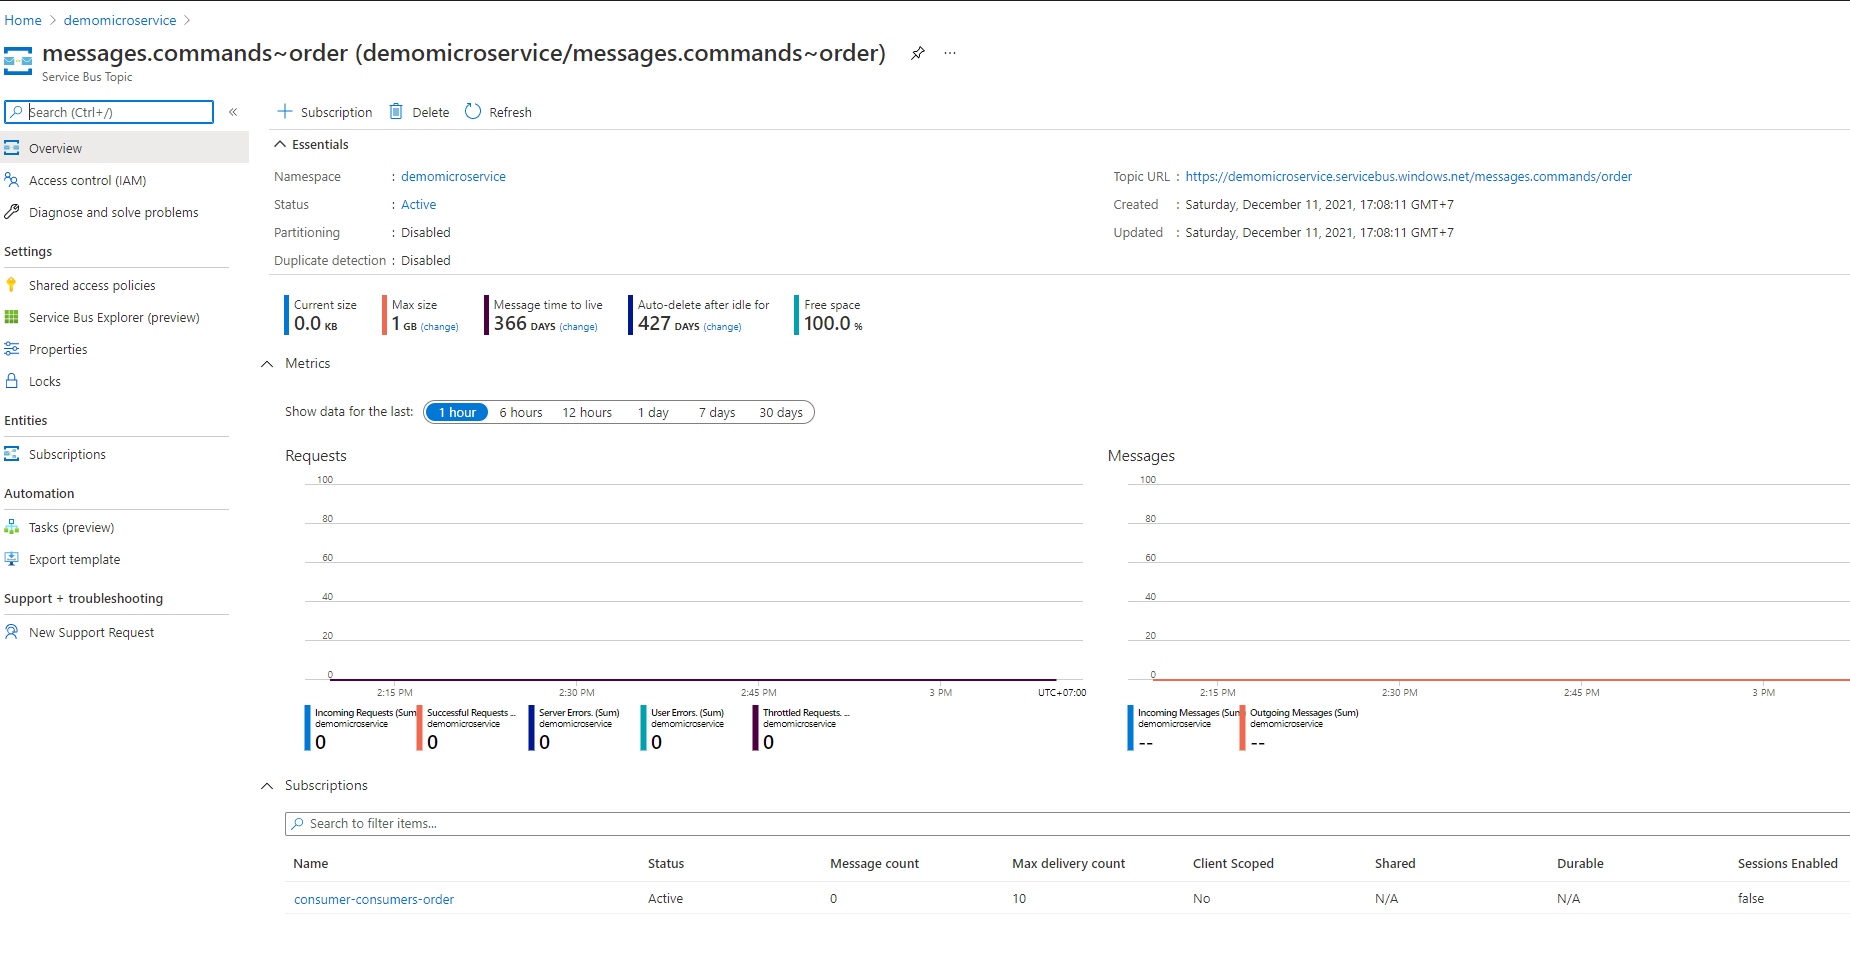 Home > demomicroservice >
messages.commands~order (demomicroservice/messages.commands~order) ...
Service Bus Topic
Search (Ctrl+/) «
Subscription Delete Refresh
Overview
Access control (IAM)
Diagnose and solve problems
Settings
Shared access policies
Service Bus Explorer (preview)
Properties
Locks
Entities
Subscriptions
Automation
Tasks (preview)
Export template
Support + troubleshooting
New Support Request
Essentials
Namespace : demomicroservice
Status : Active
Partitioning : Disabled
Duplicate detection : Disabled
Topic URL : https://demomicroservice.servicebus.windows.net/messages.commands/order
Created : Saturday, December 11, 2021, 17:08:11 GMT+7
Updated : Saturday, December 11, 2021, 17:08:11 GMT+7
Current size
0.0 KB
Max size
1 GB (change)
Message time to live
366 DAYS (change)
Auto-delete after idle for
427 DAYS (change)
Free space
100.0 %
Metrics
Show data for the last: 1 hour 6 hours 12 hours 1 day 7 days 30 days
Requests
100
80
60
40
20
0
2:15 PM 2:30 PM 2:45 PM 3 PM UTC+07:00
Incoming Requests (Sum
demomicroservice
0
Successful Requests ...
demomicroservice
0
Server Errors. (Sum)
demomicroservice
0
User Errors. (Sum)
demomicroservice
0
Throttled Requests. ...
demomicroservice
0
Messages
100
80
60
40
20
0
2:15 PM 2:30 PM 2:45 PM 3 PM
Incoming Messages (Sum
demomicroservice
--
Outgoing Messages (Sum)
demomicroservice
--
Subscriptions
Search to filter items...
Name Status Message count Max delivery count Client Scoped Shared Durable Sessions Enabled
consumer-consumers-order Active 0 10 No N/A N/A false